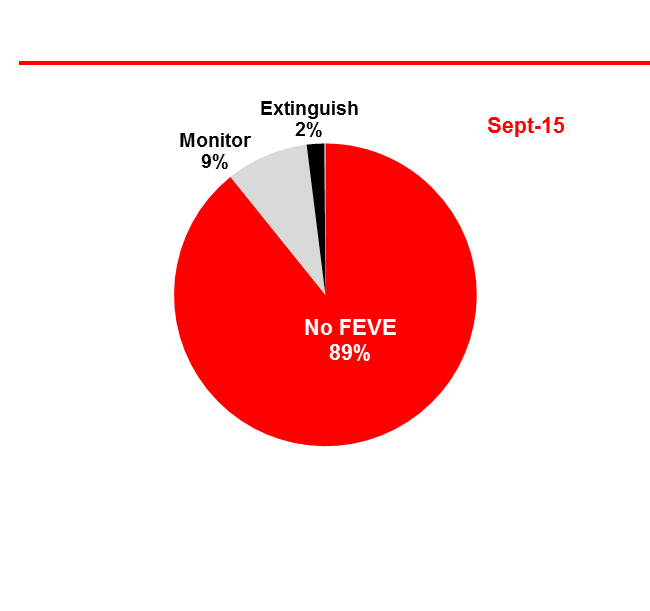 Extinguish
2%
Sept-15
Monitor
9%
No FEVE
89%